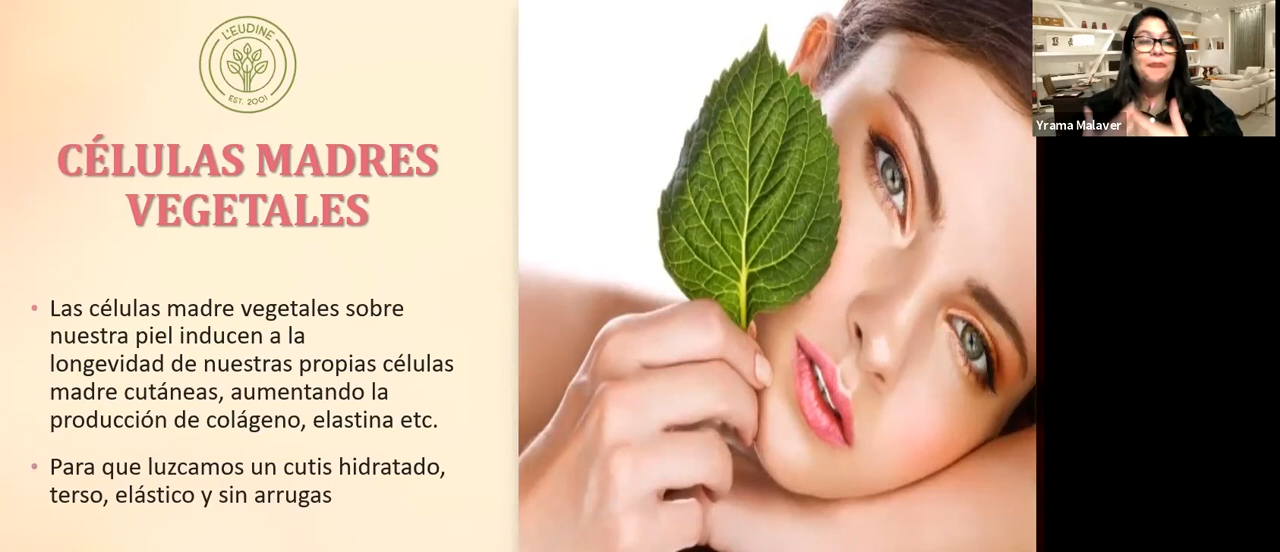 L'EUDINE
EST. 2001
CÉLULAS MADRES
VEGETALES
• Las células madre vegetales sobre
nuestra piel inducen a la
longevidad de nuestras propias células
madre cutáneas, aumentando la
producción de colágeno, elastina etc.
• Para que luzcamos un cutis hidratado,
terso, elástico y sin arrugas
Yrama Malaver